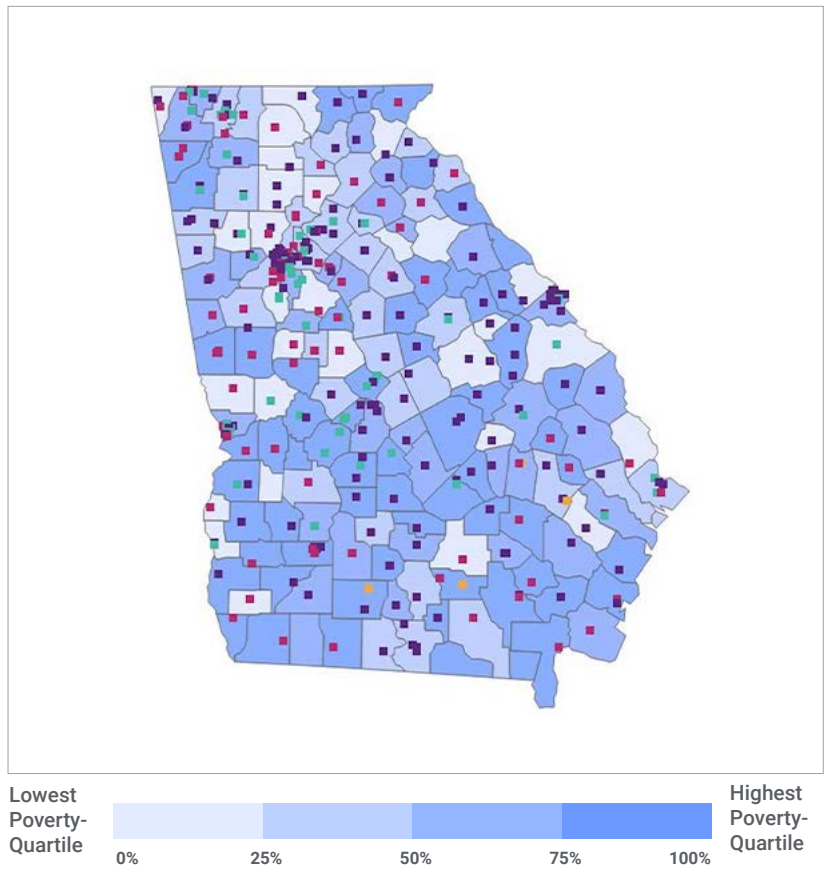 Lowest
Poverty-
Quartile
Highest
Poverty-
Quartile
0%
25%
50%
75%
100%